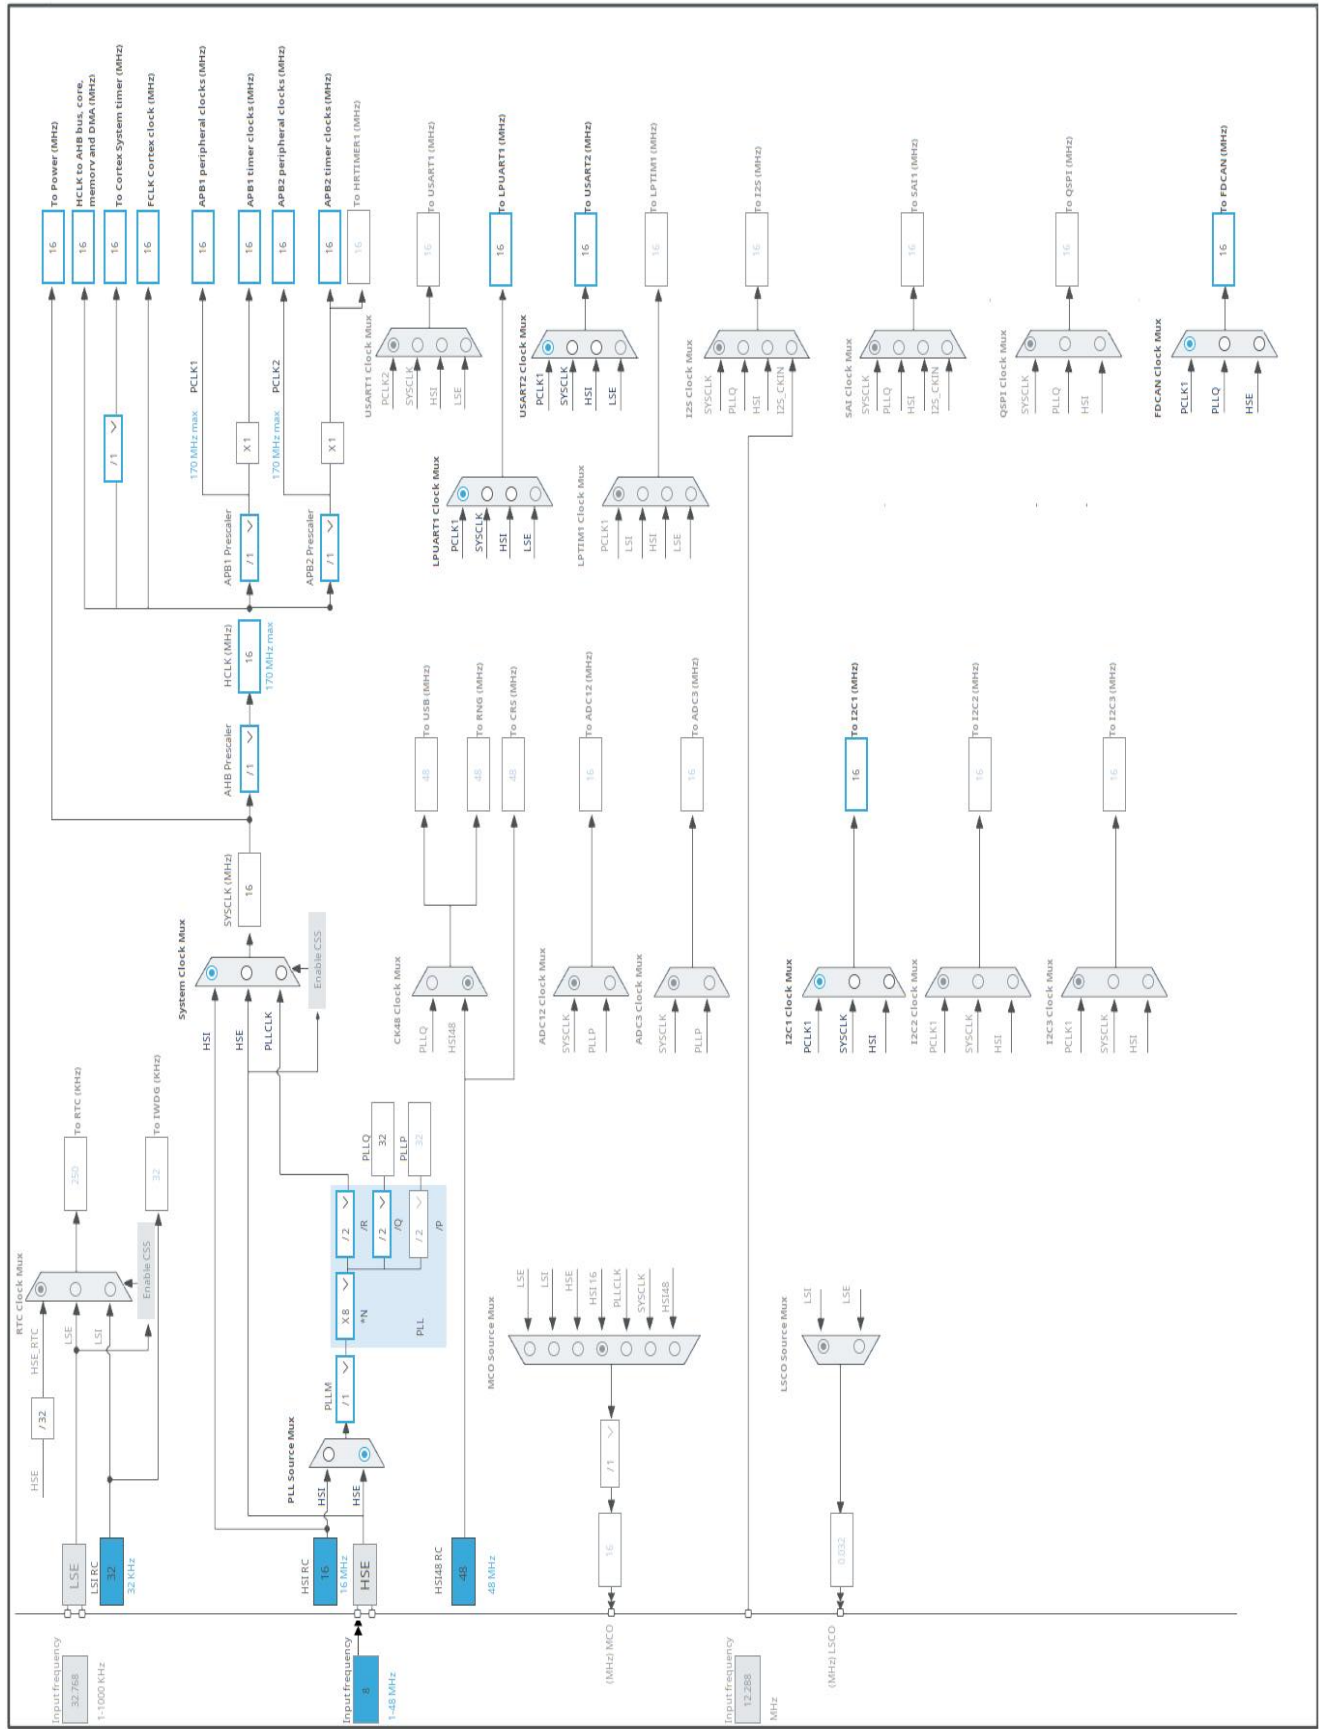 Input frequency
32.768
1-1000 KHz
LSE
LSI RC
32
32 KHz
HSE
/ 32
HSE_RTC
LSE
LSI
RTC Clock Mux
Enable CSS
250
To RTC (KHz)
32
To IWDG (KHz)
Input frequency
8
1-48 MHz
HSI RC
16
16 MHz
HSE
HSI48 RC
48
48 MHz
PLL Source Mux
HSI
HSE
PLLM
/ 1
X 8
*N
PLL
/ 2
/R
/ 2
/Q
/ 2
/P
PLLQ
32
PLLP
32
System Clock Mux
HSI
HSE
PLLCLK
Enable CSS
SYSCLK (MHz)
16
AHB Prescaler
/ 1
HCLK (MHz)
16
170 MHz max
APB1 Prescaler
/ 1
APB2 Prescaler
/ 1
/ 1
170 MHz max
PCLK1
X 1
170 MHz max
PCLK2
X 1
16
To Power (MHz)
16
HCLK to AHB bus, core,
memory and DMA (MHz)
16
To Cortex System timer (MHz)
16
FCLK Cortex clock (MHz)
16
APB1 peripheral clocks (MHz)
16
APB1 timer clocks (MHz)
16
APB2 peripheral clocks (MHz)
16
APB2 timer clocks (MHz)
16
To HRTIMER1 (MHz)
USART1 Clock Mux
PCLK2
SYSCLK
HSI
LSE
16
To USART1 (MHz)
LPUART1 Clock Mux
PCLK1
SYSCLK
HSI
LSE
16
To LPUART1 (MHz)
USART2 Clock Mux
PCLK1
SYSCLK
HSI
LSE
16
To USART2 (MHz)
LPTIM1 Clock Mux
PCLK1
LSI
HSI
LSE
16
To LPTIM1 (MHz)
I2S Clock Mux
SYSCLK
PLLQ
HSI
I2S_CKIN
16
To I2S (MHz)
SAI Clock Mux
SYSCLK
PLLQ
HSI
I2S_CKIN
16
To SAI1 (MHz)
QSPI Clock Mux
SYSCLK
PLLQ
HSI
16
To QSPI (MHz)
FDCAN Clock Mux
PCLK1
PLLQ
HSE
16
To FDCAN (MHz)
CK48 Clock Mux
PLLQ
HSI48
48
To USB (MHz)
48
To RNG (MHz)
48
To CRS (MHz)
ADC12 Clock Mux
SYSCLK
PLLP
16
To ADC12 (MHz)
ADC3 Clock Mux
SYSCLK
PLLP
16
To ADC3 (MHz)
I2C1 Clock Mux
PCLK1
SYSCLK
HSI
16
To I2C1 (MHz)
I2C2 Clock Mux
PCLK1
SYSCLK
HSI
16
To I2C2 (MHz)
I2C3 Clock Mux
PCLK1
SYSCLK
HSI
16
To I2C3 (MHz)
MCO Source Mux
LSE
LSI
HSE
HSI 16
PLLCLK
SYSCLK
HSI48
/ 1
16
(MHz) MCO
Input frequency
12.288
MHz
LSCO Source Mux
LSI
LSE
0.032
(MHz) LSCO